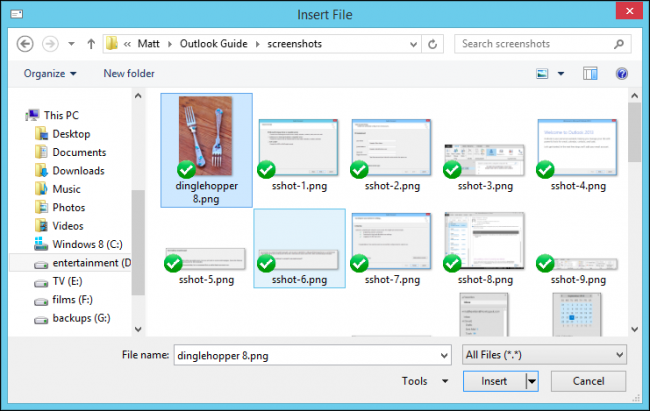 Insert File
Matt Outlook Guide screenshots
Search screenshots
Organize New folder
This PC
Desktop
Documents
Downloads
Music
Photos
Videos
Windows 8 (C:)
entertainment (D
TV (E:)
films (F:)
backups (G:)
dinglehopper
8.png
sshot-1.png
sshot-2.png
sshot-3.png
sshot-4.png
sshot-5.png
sshot-6.png
sshot-7.png
sshot-8.png
sshot-9.png
File name: dinglehopper 8.png
All Files (*.*)
Tools Insert Cancel